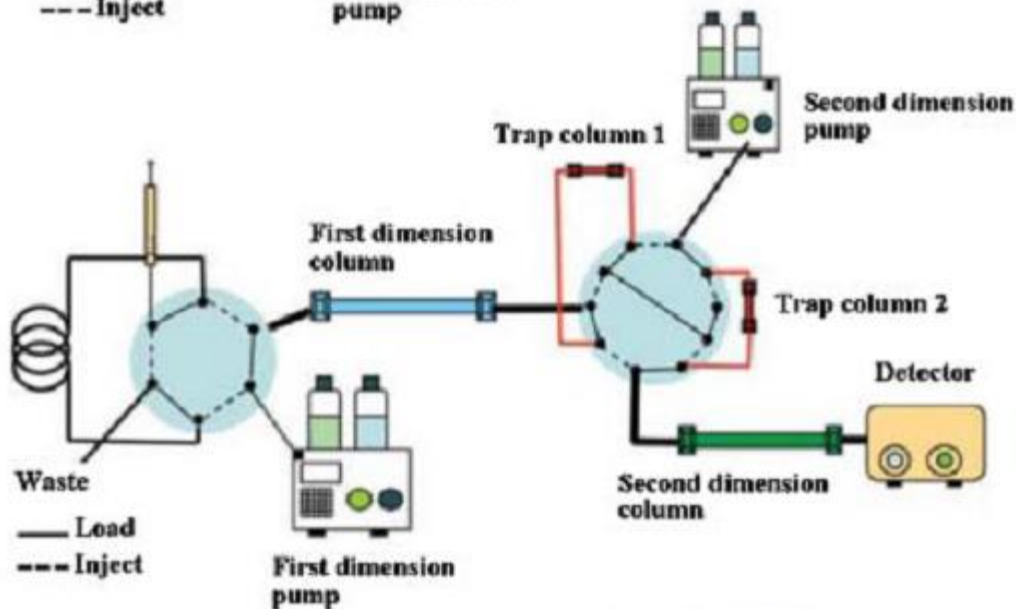 --- Inject
pump
Second dimension
pump
Trap column 1
First dimension
column
Trap column 2
Detector
Waste
Second dimension
column
Load
Inject
First dimension
pump